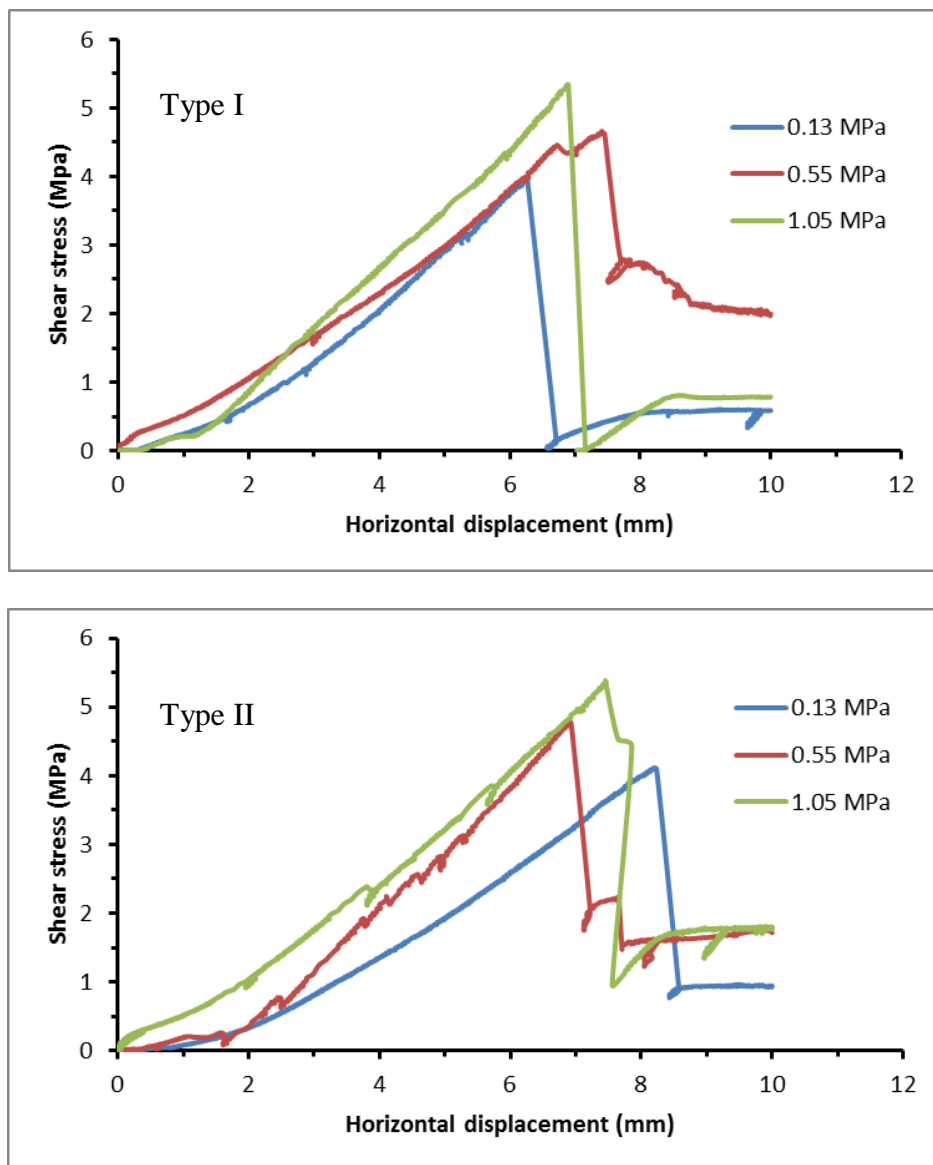 6
5
4
3
2
1
0
Shear stress (Mpa)
Type I
0.13 MPa
0.55 MPa
1.05 MPa
0 2 4 6 8 10 12
Horizontal displacement (mm)
6
5
4
3
2
1
0
Shear stress (MPa)
Type II
0.13 MPa
0.55 MPa
1.05 MPa
0 2 4 6 8 10 12
Horizontal displacement (mm)